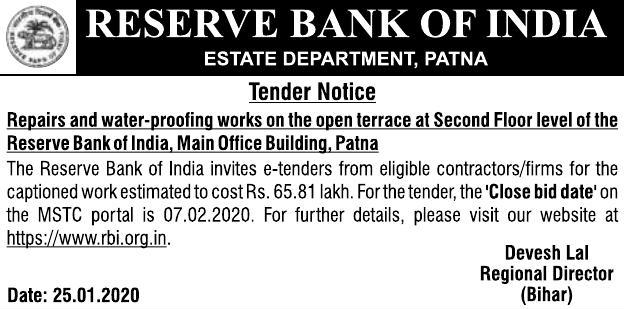 RESERVE BANK OF INDIA
ESTATE DEPARTMENT, PATNA
Tender Notice
Repairs and water-proofing works on the open terrace at Second Floor level of the
Reserve Bank of India, Main Office Building, Patna
The Reserve Bank of India invites e-tenders from eligible contractors/firms for the
captioned work estimated to cost Rs. 65.81 lakh. For the tender, the 'Close bid date' on
the MSTC portal is 07.02.2020. For further details, please visit our website at
https://www.rbi.org.in.
Devesh Lal
Regional Director
Date: 25.01.2020 (Bihar)